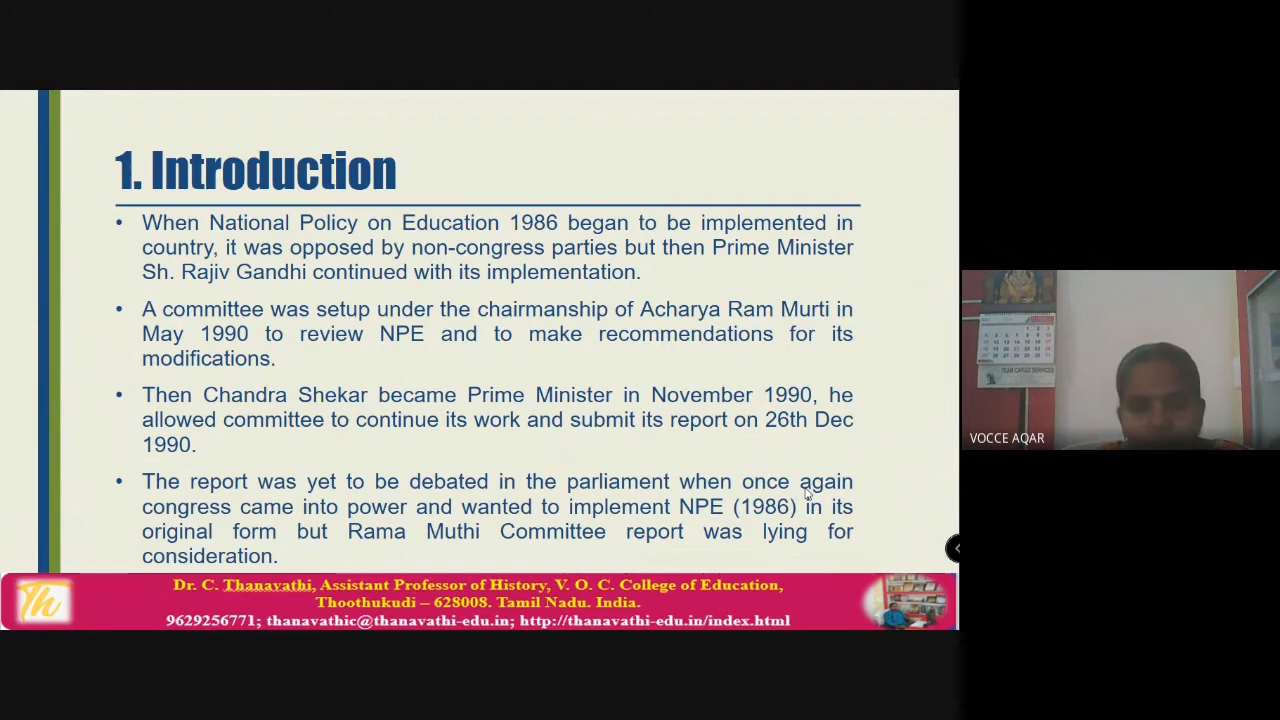 1. Introduction
• When National Policy on Education 1986 began to be implemented in
country, it was opposed by non-congress parties but then Prime Minister
Sh. Rajiv Gandhi continued with its implementation.
• A committee was setup under the chairmanship of Acharya Ram Murti in
May 1990 to review NPE and to make recommendations for its
modifications.
• Then Chandra Shekar became Prime Minister in November 1990, he
allowed committee to continue its work and submit its report on 26th Dec
1990.
• The report was yet to be debated in the parliament when once again
congress came into power and wanted to implement NPE (1986) in its
original form but Rama Muthi Committee report was lying for
consideration.
Th
Dr. C. Thanavathi, Assistant Professor of History, V. O. C. College of Education,
Thoothukudi – 628008. Tamil Nadu. India.
9629256771; thanavathic@thanavathi-edu.in; http://thanavathi-edu.in/index.html
TEAM CARGO SERVICES
VOCCE AQAR